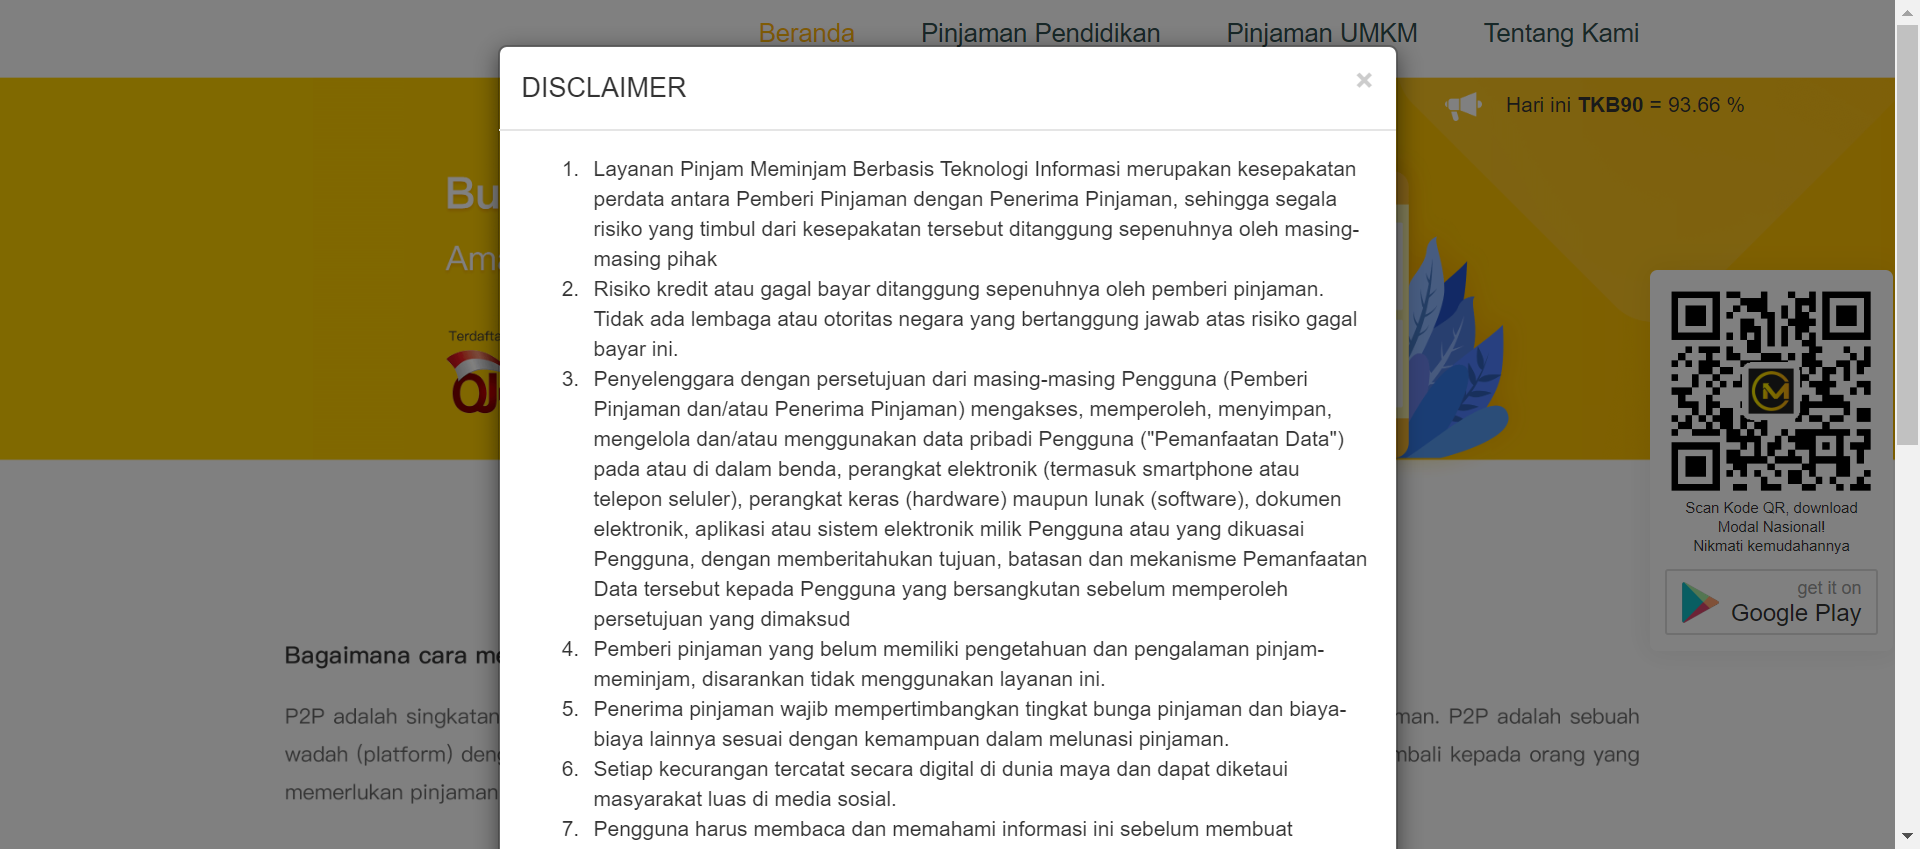 Beranda
Pinjaman Pendidikan
Pinjaman UMKM
Tentang Kami
DISCLAIMER
×
Hari ini TKB90 = 93.66 %
1. Layanan Pinjam Meminjam Berbasis Teknologi Informasi merupakan kesepakatan
perdata antara Pemberi Pinjaman dengan Penerima Pinjaman, sehingga segala
risiko yang timbul dari kesepakatan tersebut ditanggung sepenuhnya oleh masing-
masing pihak
2. Risiko kredit atau gagal bayar ditanggung sepenuhnya oleh pemberi pinjaman.
Tidak ada lembaga atau otoritas negara yang bertanggung jawab atas risiko gagal
bayar ini.
3. Penyelenggara dengan persetujuan dari masing-masing Pengguna (Pemberi
Pinjaman dan/atau Penerima Pinjaman) mengakses, memperoleh, menyimpan,
mengelola dan/atau menggunakan data pribadi Pengguna ("Pemanfaatan Data")
pada atau di dalam benda, perangkat elektronik (termasuk smartphone atau
telepon seluler), perangkat keras (hardware) maupun lunak (software), dokumen
elektronik, aplikasi atau sistem elektronik milik Pengguna atau yang dikuasai
Pengguna, dengan memberitahukan tujuan, batasan dan mekanisme Pemanfaatan
Data tersebut kepada Pengguna yang bersangkutan sebelum memperoleh
persetujuan yang dimaksud
4. Pemberi pinjaman yang belum memiliki pengetahuan dan pengalaman pinjam-
meminjam, disarankan tidak menggunakan layanan ini.
5. Penerima pinjaman wajib mempertimbangkan tingkat bunga pinjaman dan biaya-
biaya lainnya sesuai dengan kemampuan dalam melunasi pinjaman.
6. Setiap kecurangan tercatat secara digital di dunia maya dan dapat diketaui
masyarakat luas di media sosial.
7. Pengguna harus membaca dan memahami informasi ini sebelum membuat
Bu
Ama
Terdafta
OJ
Bagaimana cara me
P2P adalah singkatan
wadah (platform) deng
memerlukan pinjaman
man. P2P adalah sebuah
mbali kepada orang yang
Scan Kode QR, download
Modal Nasional!
Nikmati kemudahannya
get it on
Google Play